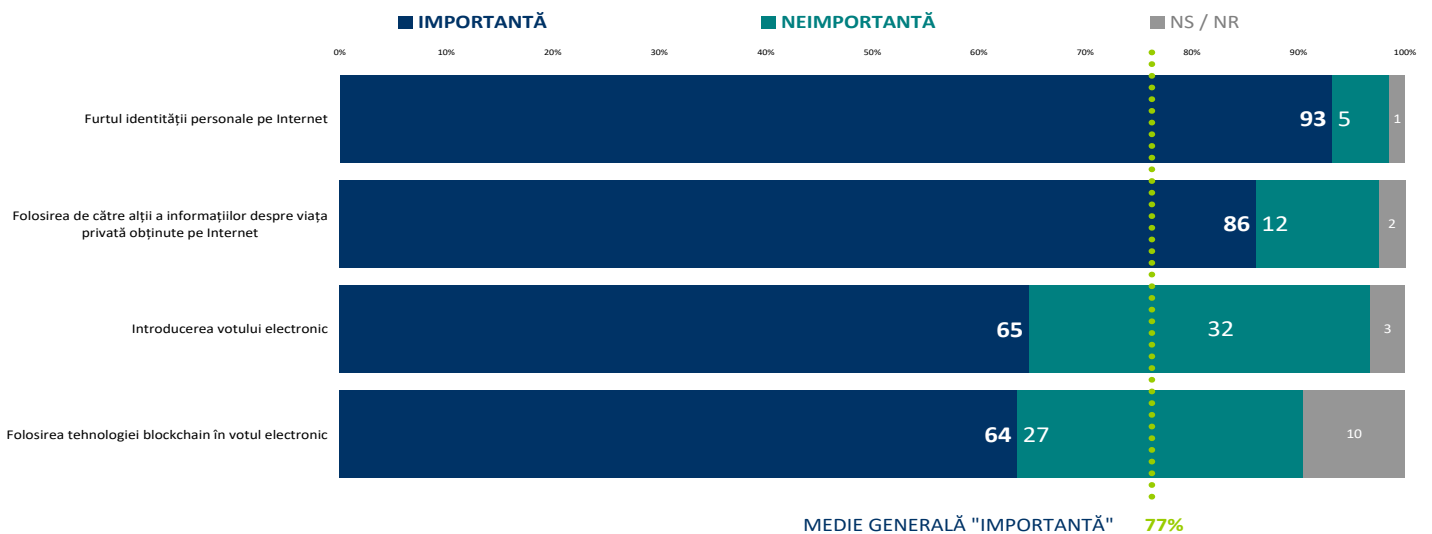 IMPORTANTĂ NEIMPORTANTĂ NS / NR
0% 10% 20% 30% 40% 50% 60% 70% 80% 90% 100%
Furtul identității personale pe Internet 93 5 1
Folosirea de către alții a informațiilor despre viața
privată obținute pe Internet 86 12 2
Introducerea votului electronic 65 32 3
Folosirea tehnologiei blockchain în votul electronic 64 27 10
MEDIE GENERALĂ "IMPORTANTĂ" 77%